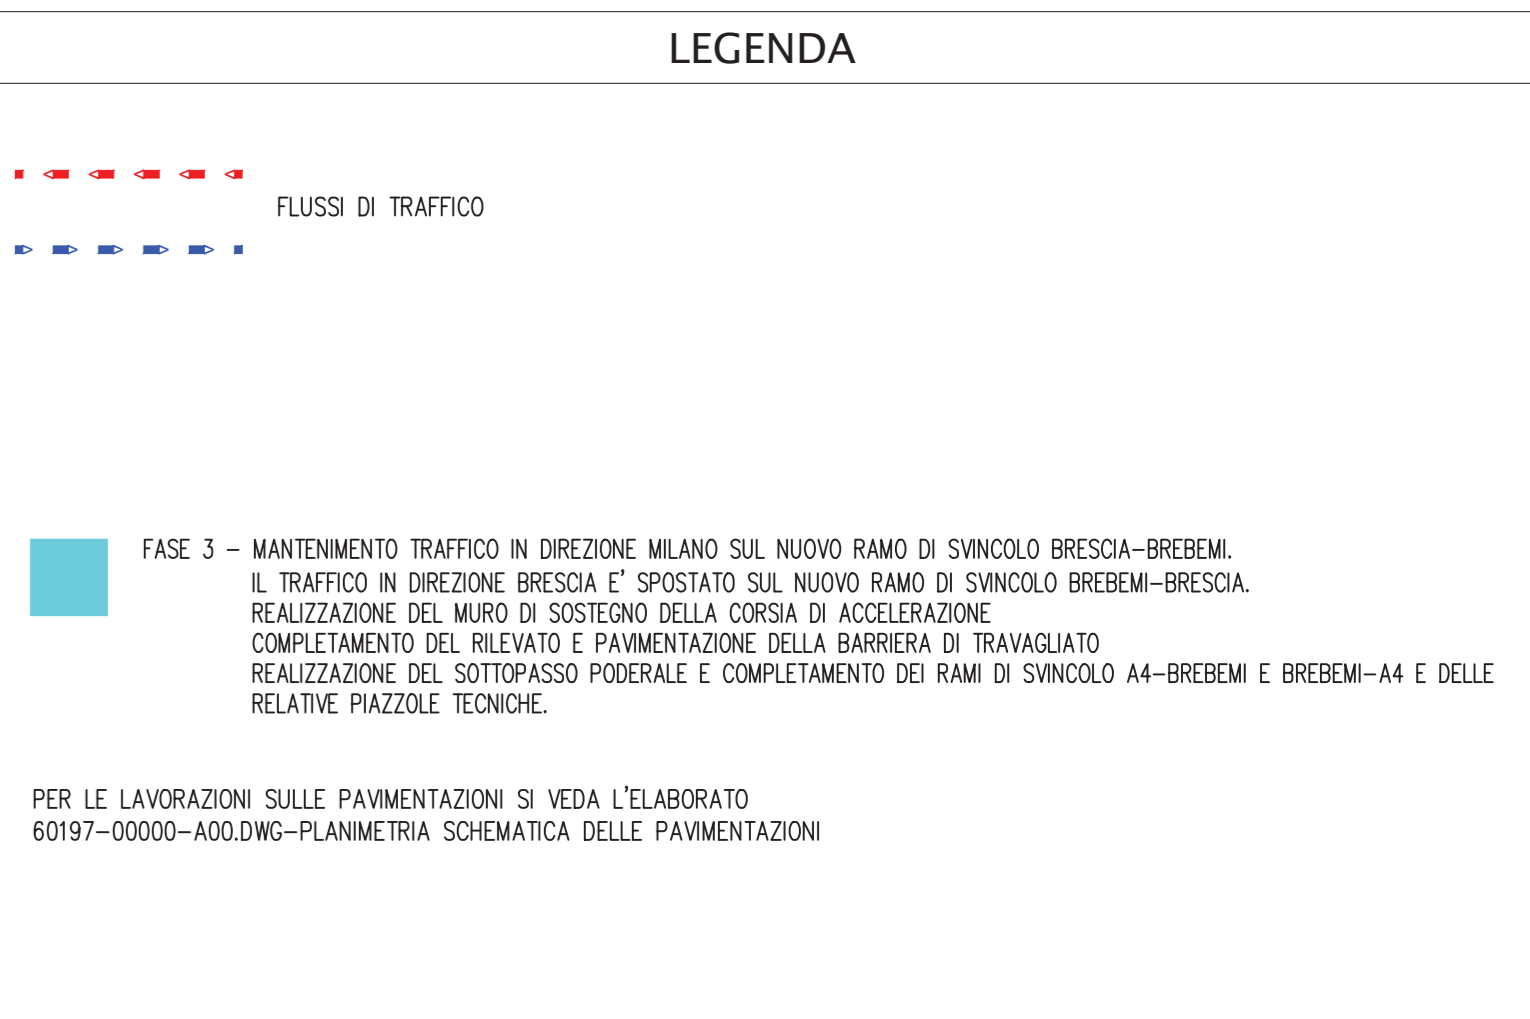 LEGENDA
FLUSSI DI TRAFFICO
FASE 3 – MANTENIMENTO TRAFFICO IN DIREZIONE MILANO SUL NUOVO RAMO DI SVINCOLO BRESCIA–BREBEMI.
IL TRAFFICO IN DIREZIONE BRESCIA E' SPOSTATO SUL NUOVO RAMO DI SVINCOLO BREBEMI–BRESCIA.
REALIZZAZIONE DEL MURO DI SOSTEGNO DELLA CORSIA DI ACCELERAZIONE
COMPLETAMENTO DEL RILEVATO E PAVIMENTAZIONE DELLA BARRIERA DI TRAVAGLIATO
REALIZZAZIONE DEL SOTTOPASSO PODERALE E COMPLETAMENTO DEI RAMI DI SVINCOLO A4–BREBEMI E BREBEMI–A4 E DELLE
RELATIVE PIAZZOLE TECNICHE.
PER LE LAVORAZIONI SULLE PAVIMENTAZIONI SI VEDA L'ELABORATO
60197–00000–A00.DWG–PLANIMETRIA SCHEMATICA DELLE PAVIMENTAZIONI